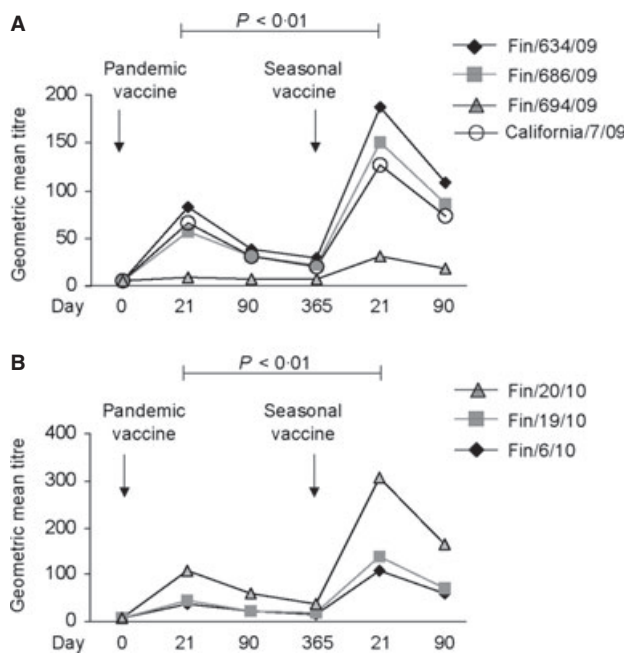 A
P < 0·01
Pandemic vaccine
Seasonal vaccine
Fin/634/09
Fin/686/09
Fin/694/09
California/7/09
Geometric mean titre
200
150
100
50
0
Day 0 21 90 365 21 90
B
P < 0·01
Pandemic vaccine
Seasonal vaccine
Fin/20/10
Fin/19/10
Fin/6/10
Geometric mean titre
400
300
200
100
0
Day 0 21 90 365 21 90